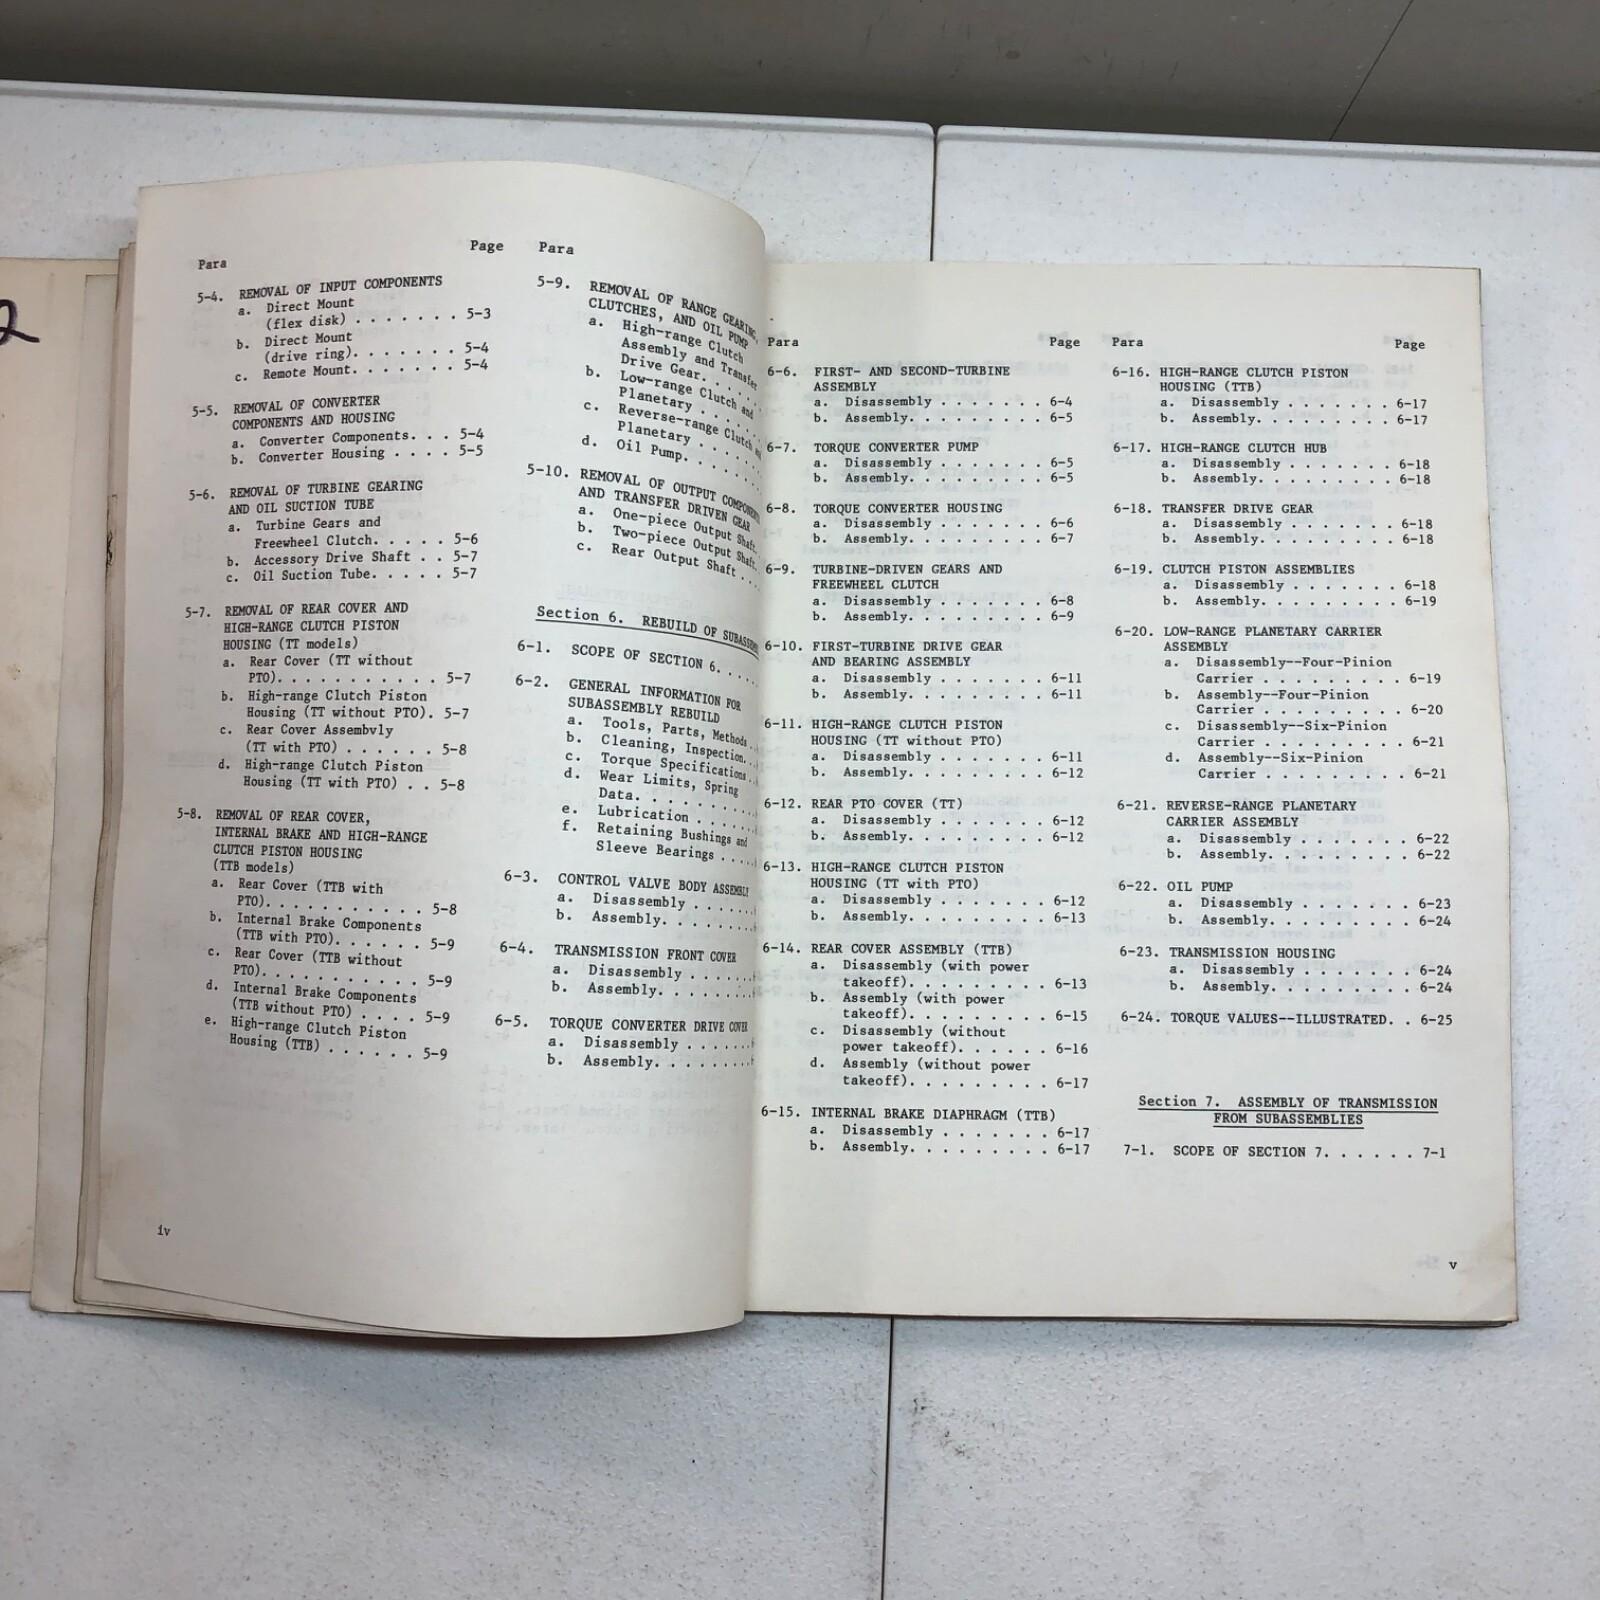 2
Para Page
5-4. REMOVAL OF INPUT COMPONENTS
a. Direct Mount
(flex disk) . . . . . . . 5-3
b. Direct Mount
(drive ring). . . . . . . 5-4
c. Remote Mount. . . . . . . 5-4
5-5. REMOVAL OF CONVERTER
COMPONENTS AND HOUSING
a. Converter Components. . . 5-4
b. Converter Housing . . . . 5-5
5-6. REMOVAL OF TURBINE GEARING
AND OIL SUCTION TUBE
a. Turbine Gears and
Freewheel Clutch. . . . . 5-6
b. Accessory Drive Shaft . . 5-7
c. Oil Suction Tube. . . . . 5-7
5-7. REMOVAL OF REAR COVER AND
HIGH-RANGE CLUTCH PISTON
HOUSING (TT models)
a. Rear Cover (TT without
PTO). . . . . . . . . . . 5-7
b. High-range Clutch Piston
Housing (TT without PTO). 5-7
c. Rear Cover Assembvly
(TT with PTO) . . . . . . 5-8
d. High-range Clutch Piston
Housing (TT with PTO) . . 5-8
5-8. REMOVAL OF REAR COVER,
INTERNAL BRAKE AND HIGH-RANGE
CLUTCH PISTON HOUSING
(TTB models)
a. Rear Cover (TTB with
PTO). . . . . . . . . . . 5-8
b. Internal Brake Components
(TTB with PTO). . . . . . 5-9
c. Rear Cover (TTB without
PTO). . . . . . . . . . . 5-9
d. Internal Brake Components
(TTB without PTO) . . . . 5-9
e. High-range Clutch Piston
Housing (TTB) . . . . . . 5-9
iv
Para
5-9. REMOVAL OF RANGE GEARING,
CLUTCHES, AND OIL PUMP
a. High-range Clutch
Assembly and Transfer
Drive Gear. . . . . .
b. Low-range Clutch and
Planetary . . . . . .
c. Reverse-range Clutch and
Planetary . . . . . .
d. Oil Pump. . . . . . .
5-10. REMOVAL OF OUTPUT COMPONENTS
AND TRANSFER DRIVEN GEAR
a. One-piece Output Shaft.
b. Two-piece Output Shaft.
c. Rear Output Shaft . . .
Section 6. REBUILD OF
6-1. SCOPE OF SECTION 6. . . . .
6-2. GENERAL INFORMATION FOR
SUBASSEMBLY REBUILD
a. Tools, Parts, Methods. .
b. Cleaning, Inspection. . .
c. Torque Specifications. .
d. Wear Limits, Spring
Data. . . . . . . . . .
e. Lubrication . . . . . .
f. Retaining Bushings and
Sleeve Bearings . . . . .
6-3. CONTROL VALVE BODY ASSEMBLY
a. Disassembly . . . . . . .
b. Assembly. . . . . . . . .
6-4. TRANSMISSION FRONT COVER
a. Disassembly . . . . . . .
b. Assembly. . . . . . . . .
6-5. TORQUE CONVERTER DRIVE COVER
a. Disassembly . . . . . . .
b. Assembly. . . . . . . . .
Para Page
6-6. FIRST- AND SECOND-TURBINE
ASSEMBLY
a. Disassembly . . . . . . . 6-4
b. Assembly. . . . . . . . . 6-5
6-7. TORQUE CONVERTER PUMP
a. Disassembly . . . . . . . 6-5
b. Assembly. . . . . . . . . 6-5
6-8. TORQUE CONVERTER HOUSING
a. Disassembly . . . . . . . 6-6
b. Assembly. . . . . . . . . 6-7
6-9. TURBINE-DRIVEN GEARS AND
FREEWHEEL CLUTCH
a. Disassembly . . . . . . . 6-8
b. Assembly. . . . . . . . . 6-9
6-10. FIRST-TURBINE DRIVE GEAR
AND BEARING ASSEMBLY
a. Disassembly . . . . . . . 6-11
b. Assembly. . . . . . . . . 6-11
6-11. HIGH-RANGE CLUTCH PISTON
HOUSING (TT without PTO)
a. Disassembly . . . . . . . 6-11
b. Assembly. . . . . . . . . 6-12
6-12. REAR PTO COVER (TT)
a. Disassembly . . . . . . . 6-12
b. Assembly. . . . . . . . . 6-12
6-13. HIGH-RANGE CLUTCH PISTON
HOUSING (TT with PTO)
a. Disassembly . . . . . . . 6-12
b. Assembly. . . . . . . . . 6-13
6-14. REAR COVER ASSEMBLY (TTB)
a. Disassembly (with power
takeoff). . . . . . . . . 6-13
b. Assembly (with power
takeoff). . . . . . . . . 6-15
c. Disassembly (without
power takeoff). . . . . . 6-16
d. Assembly (without power
takeoff). . . . . . . . . 6-17
6-15. INTERNAL BRAKE DIAPHRAGM (TTB)
a. Disassembly . . . . . . . 6-17
b. Assembly. . . . . . . . . 6-17
Para Page
6-16. HIGH-RANGE CLUTCH PISTON
HOUSING (TTB)
a. Disassembly . . . . . . . 6-17
b. Assembly. . . . . . . . . 6-17
6-17. HIGH-RANGE CLUTCH HUB
a. Disassembly . . . . . . . 6-18
b. Assembly. . . . . . . . . 6-18
6-18. TRANSFER DRIVE GEAR
a. Disassembly . . . . . . . 6-18
b. Assembly. . . . . . . . . 6-18
6-19. CLUTCH PISTON ASSEMBLIES
a. Disassembly . . . . . . . 6-18
b. Assembly. . . . . . . . . 6-19
6-20. LOW-RANGE PLANETARY CARRIER
ASSEMBLY
a. Disassembly--Four-Pinion
Carrier . . . . . . . . . 6-19
b. Assembly--Four-Pinion
Carrier . . . . . . . . . 6-20
c. Disassembly--Six-Pinion
Carrier . . . . . . . . . 6-21
d. Assembly--Six-Pinion
Carrier . . . . . . . . . 6-21
6-21. REVERSE-RANGE PLANETARY
CARRIER ASSEMBLY
a. Disassembly . . . . . . . 6-22
b. Assembly. . . . . . . . . 6-22
6-22. OIL PUMP
a. Disassembly . . . . . . . 6-23
b. Assembly. . . . . . . . . 6-24
6-23. TRANSMISSION HOUSING
a. Disassembly . . . . . . . 6-24
b. Assembly. . . . . . . . . 6-24
6-24. TORQUE VALUES--ILLUSTRATED. . 6-25
Section 7. ASSEMBLY OF TRANSMISSION
FROM SUBASSEMBLIES
7-1. SCOPE OF SECTION 7. . . . . . 7-1
v